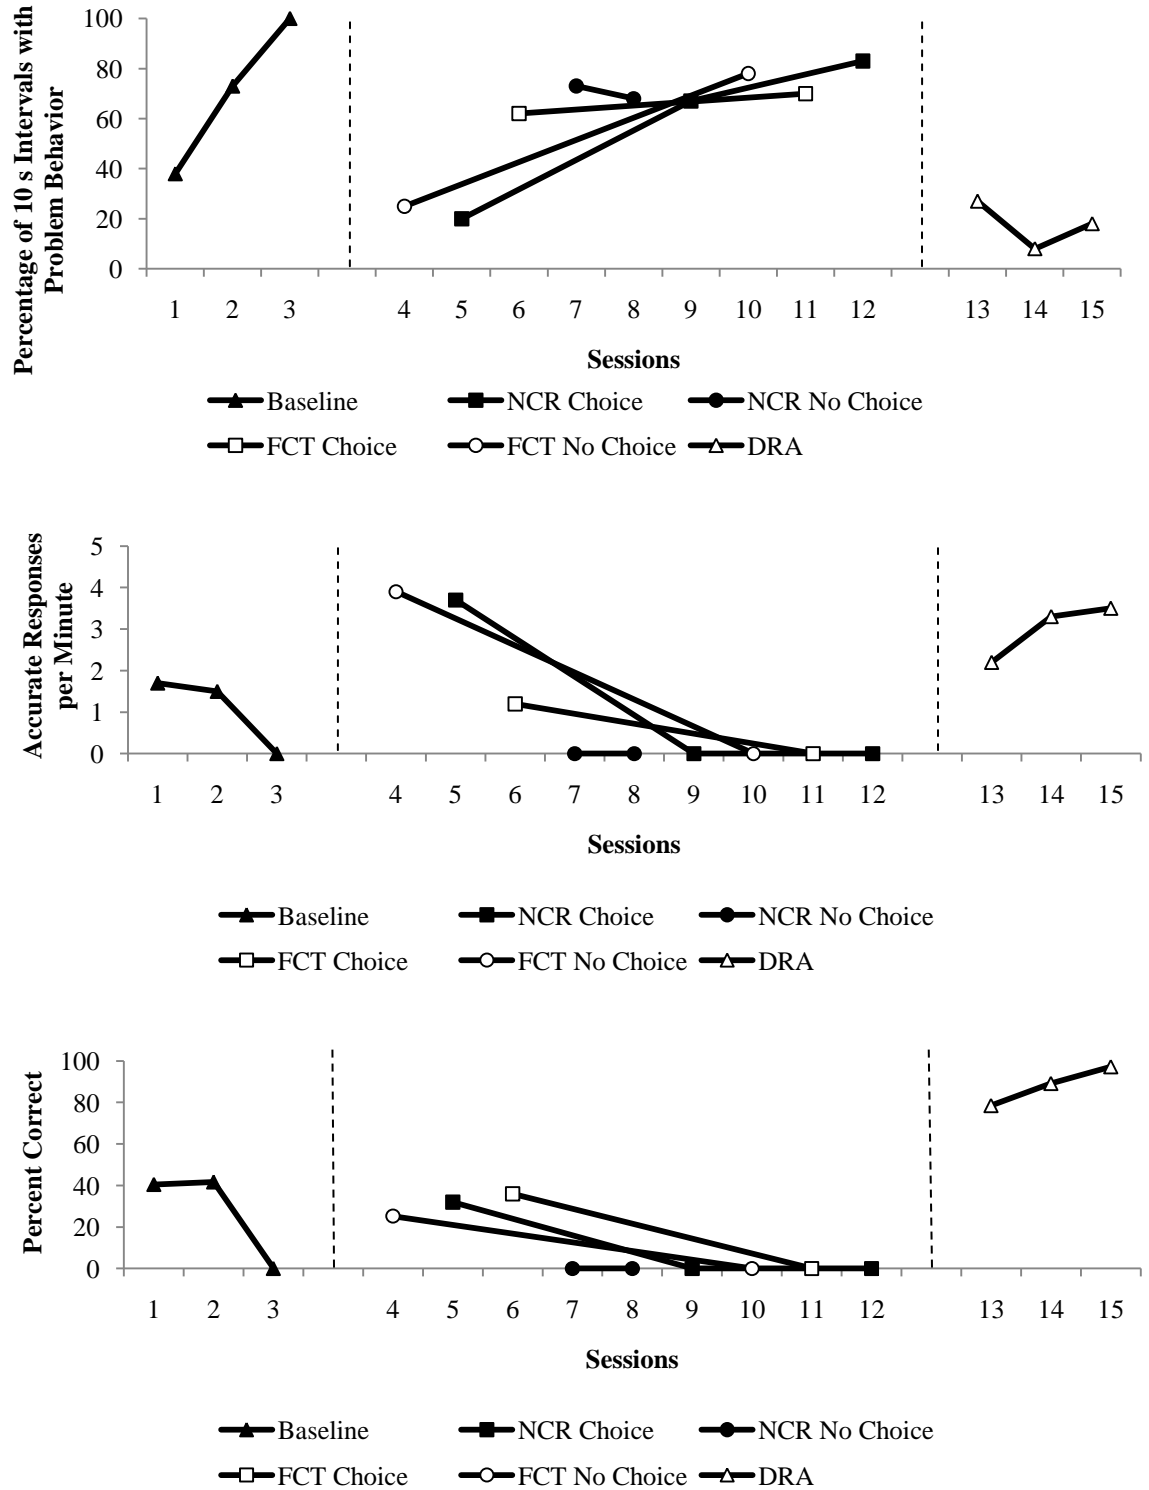 Percentage of 10 s Intervals with
Problem Behavior
100
80
60
40
20
0
1 2 3 4 5 6 7 8 9 10 11 12 13 14 15
Sessions
Baseline NCR Choice NCR No Choice
FCT Choice FCT No Choice DRA
Accurate Responses
per Minute
5
4
3
2
1
0
1 2 3 4 5 6 7 8 9 10 11 12 13 14 15
Sessions
Baseline NCR Choice NCR No Choice
FCT Choice FCT No Choice DRA
Percent Correct
100
80
60
40
20
0
1 2 3 4 5 6 7 8 9 10 11 12 13 14 15
Sessions
Baseline NCR Choice NCR No Choice
FCT Choice FCT No Choice DRA